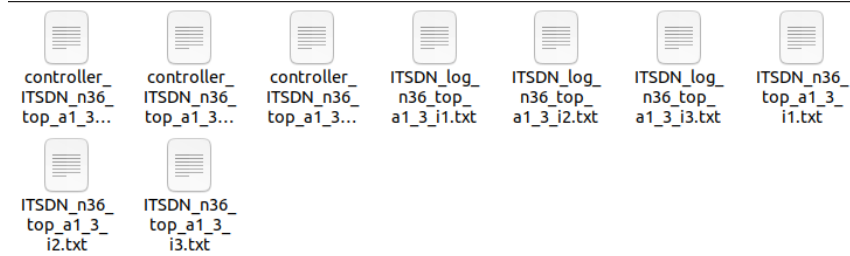 controller_
ITSDN_n36_
top_a1_3...
controller_
ITSDN_n36_
top_a1_3...
controller_
ITSDN_n36_
top_a1_3...
ITSDN_log_
n36_top_
a1_3_i1.txt
ITSDN_log_
n36_top_
a1_3_i2.txt
ITSDN_log_
n36_top_
a1_3_i3.txt
ITSDN_n36_
top_a1_3_
i1.txt
ITSDN_n36_
top_a1_3_
i2.txt
ITSDN_n36_
top_a1_3_
i3.txt